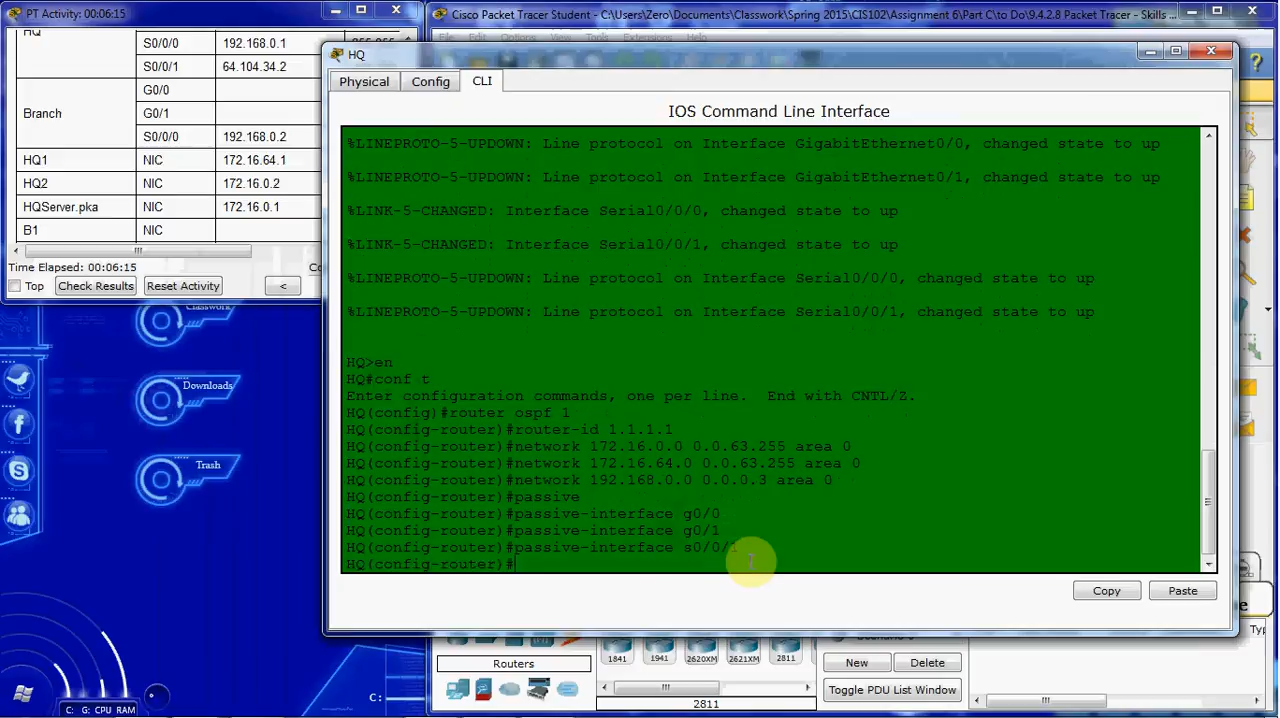 PT Activity: 00:06:15
HQ
S0/0/0 192.168.0.1
S0/0/1 64.104.34.2
Branch
G0/0
G0/1
S0/0/0 192.168.0.2
HQ1 NIC 172.16.64.1
HQ2 NIC 172.16.0.2
HQServer.pka NIC 172.16.0.1
B1 NIC
Time Elapsed: 00:06:15
Top
Check Results
Reset Activity
<
Downloads
Trash
C: G: CPU RAM
C:
Cisco Packet Tracer Student - C:\Users\Zero\Documents\Classwork\Spring 2015\CIS102\Assignment 6\Part C\to Do\9.4.2.8 Packet Tracer - Skills ...
File Edit Options View Tools Extensions Help
HQ
Physical Config CLI
IOS Command Line Interface
%LINEPROTO-5-UPDOWN: Line protocol on Interface GigabitEthernet0/0, changed state to up
%LINEPROTO-5-UPDOWN: Line protocol on Interface GigabitEthernet0/1, changed state to up
%LINK-5-CHANGED: Interface Serial0/0/0, changed state to up
%LINK-5-CHANGED: Interface Serial0/0/1, changed state to up
%LINEPROTO-5-UPDOWN: Line protocol on Interface Serial0/0/0, changed state to up
%LINEPROTO-5-UPDOWN: Line protocol on Interface Serial0/0/1, changed state to up
HQ>en
HQ#conf t
Enter configuration commands, one per line. End with CNTL/Z.
HQ(config)#router ospf 1
HQ(config-router)#router-id 1.1.1.1
HQ(config-router)#network 172.16.0.0 0.0.63.255 area 0
HQ(config-router)#network 172.16.64.0 0.0.63.255 area 0
HQ(config-router)#network 192.168.0.0 0.0.0.3 area 0
HQ(config-router)#passive
HQ(config-router)#passive-interface g0/0
HQ(config-router)#passive-interface g0/1
HQ(config-router)#passive-interface s0/0/1
HQ(config-router)#
Copy
Paste
1841 1941 2620XM 2621XM 2811
Routers
2811
New
Delete
Toggle PDU List Window